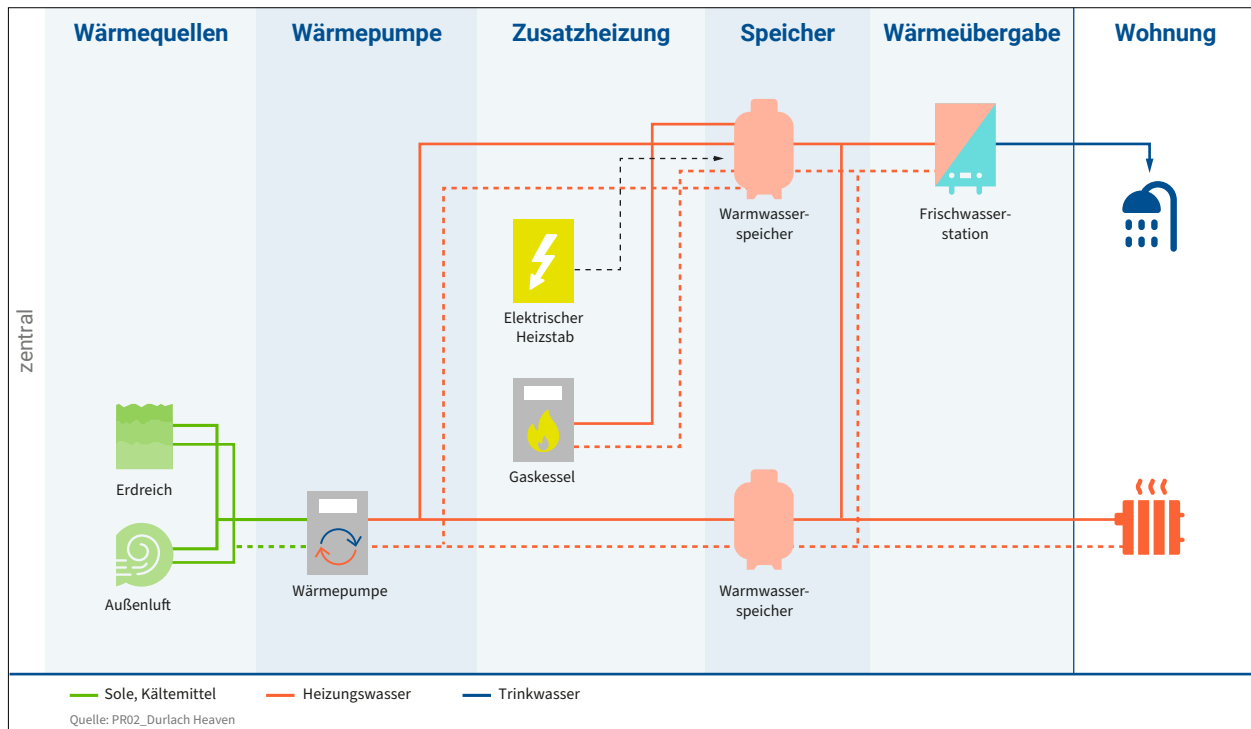 Wärmequellen
Wärmepumpe
Zusatzheizung
Speicher
Wärmeübergabe
Wohnung
zentral
Warmwasser-
speicher
Frischwasser-
station
Elektrischer
Heizstab
Gaskessel
Erdreich
Außenluft
Wärmepumpe
Warmwasser-
speicher
Sole, Kältemittel
Heizungswasser
Trinkwasser
Quelle: PR02_Durlach Heaven